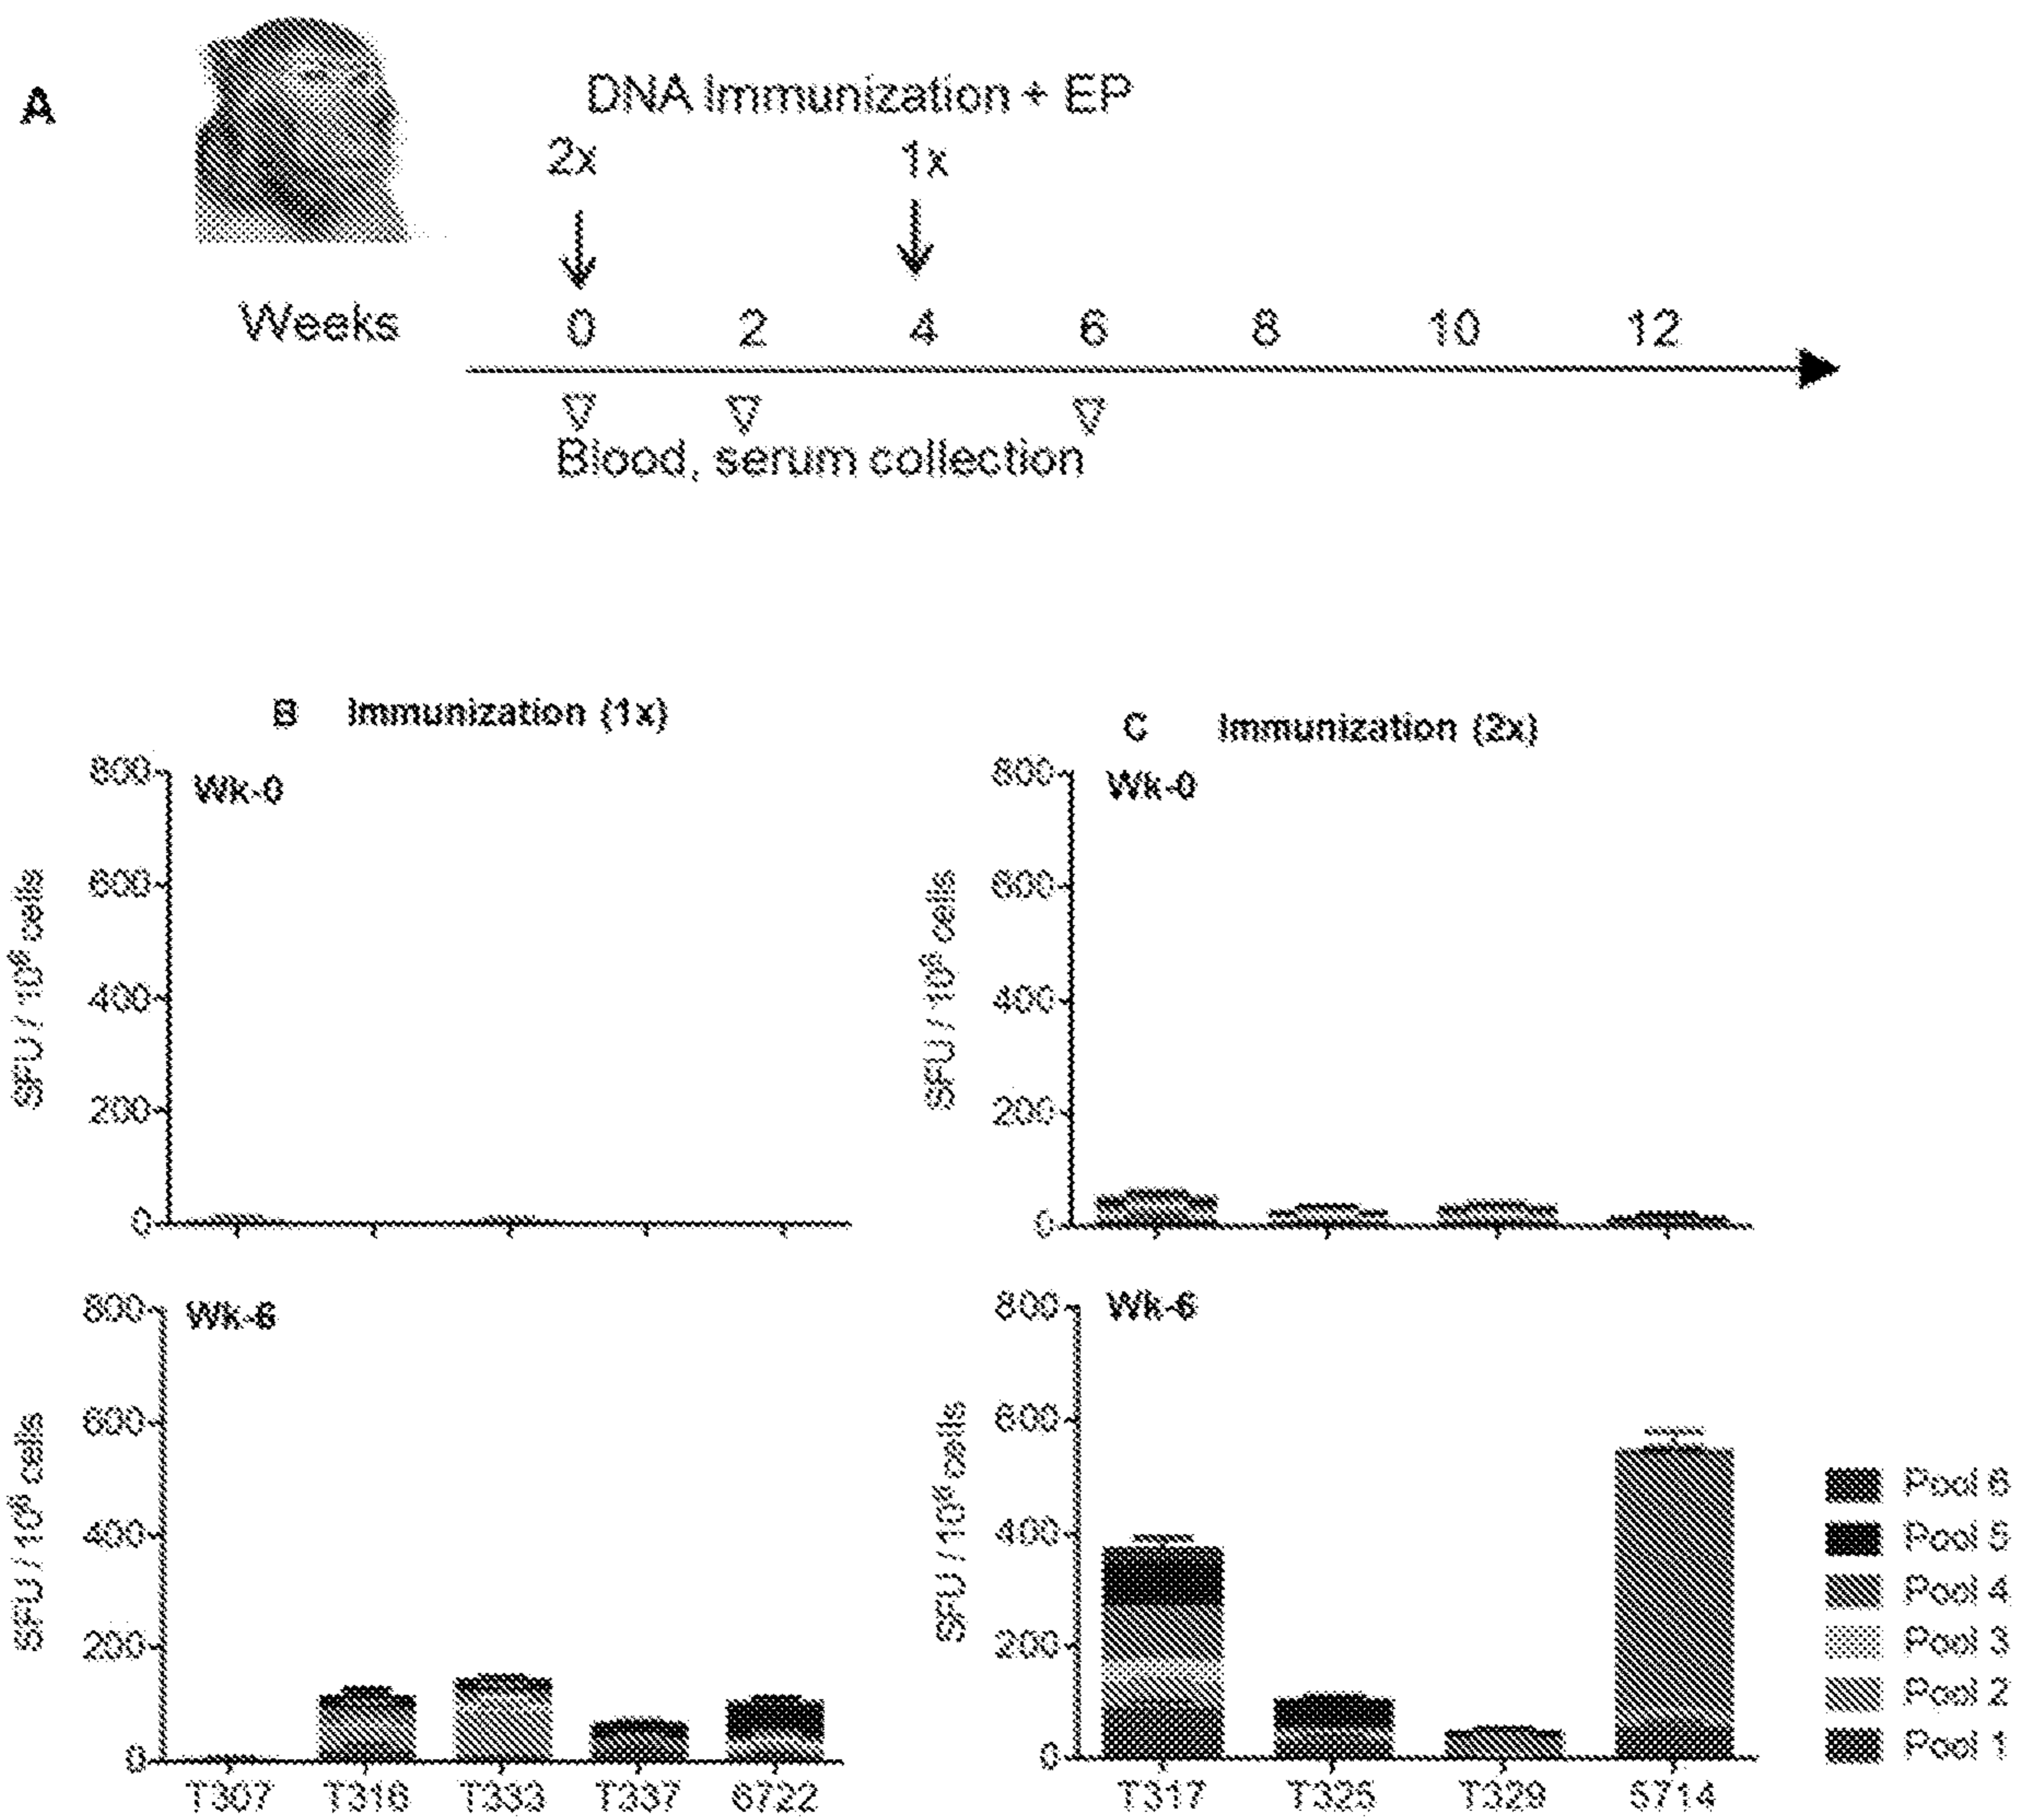 A
DNA Immunization + EP
2x 1x
Weeks 0 2 4 6 8 10 12
Blood, serum collection
B Immunization (1x)
C Immunization (2x)
800 600 400 200 0
Wk-0
SFU / 10⁶ cells
800 600 400 200 0
Wk-0
SFU / 10⁶ cells
800 600 400 200 0
Wk-6
SFU / 10⁶ cells
T307 T316 T333 T337 6722
800 600 400 200 0
Wk-6
SFU / 10⁶ cells
T317 T325 T329 5714
Pool 6
Pool 5
Pool 4
Pool 3
Pool 2
Pool 1